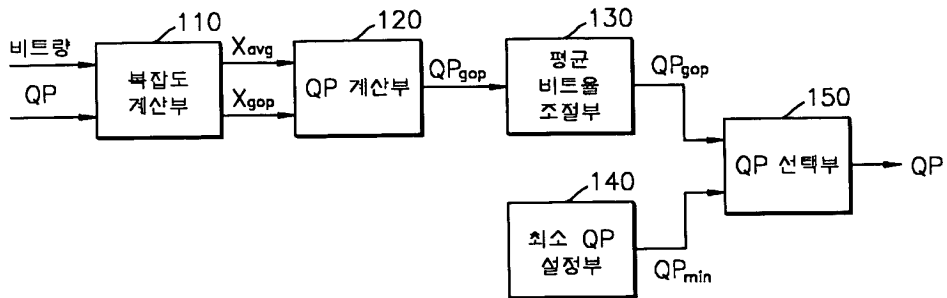 비트량
QP
110
복잡도
계산부
Xavg
Xgop
120
QP 계산부
QPgop
130
평균
비트율
조절부
QPgop
140
최소 QP
설정부
QPmin
150
QP 선택부
QP